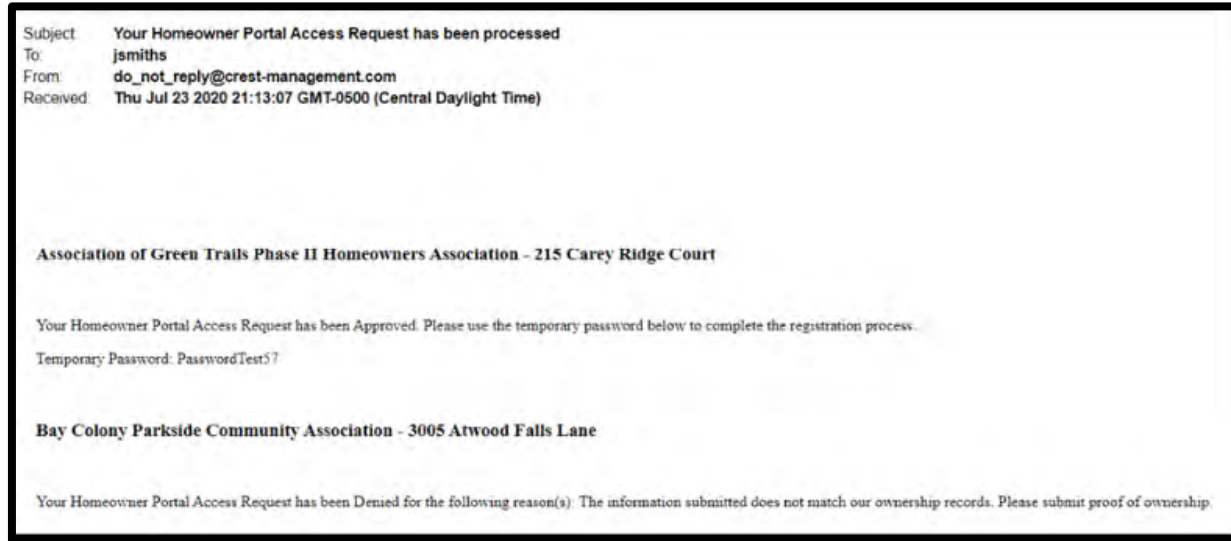 Subject: Your Homeowner Portal Access Request has been processed
To: jsmiths
From: do_not_reply@crest-management.com
Received: Thu Jul 23 2020 21:13:07 GMT-0500 (Central Daylight Time)
Association of Green Trails Phase II Homeowners Association - 215 Carey Ridge Court
Your Homeowner Portal Access Request has been Approved. Please use the temporary password below to complete the registration process.
Temporary Password: PasswordTest57
Bay Colony Parkside Community Association - 3005 Atwood Falls Lane
Your Homeowner Portal Access Request has been Denied for the following reason(s): The information submitted does not match our ownership records. Please submit proof of ownership.